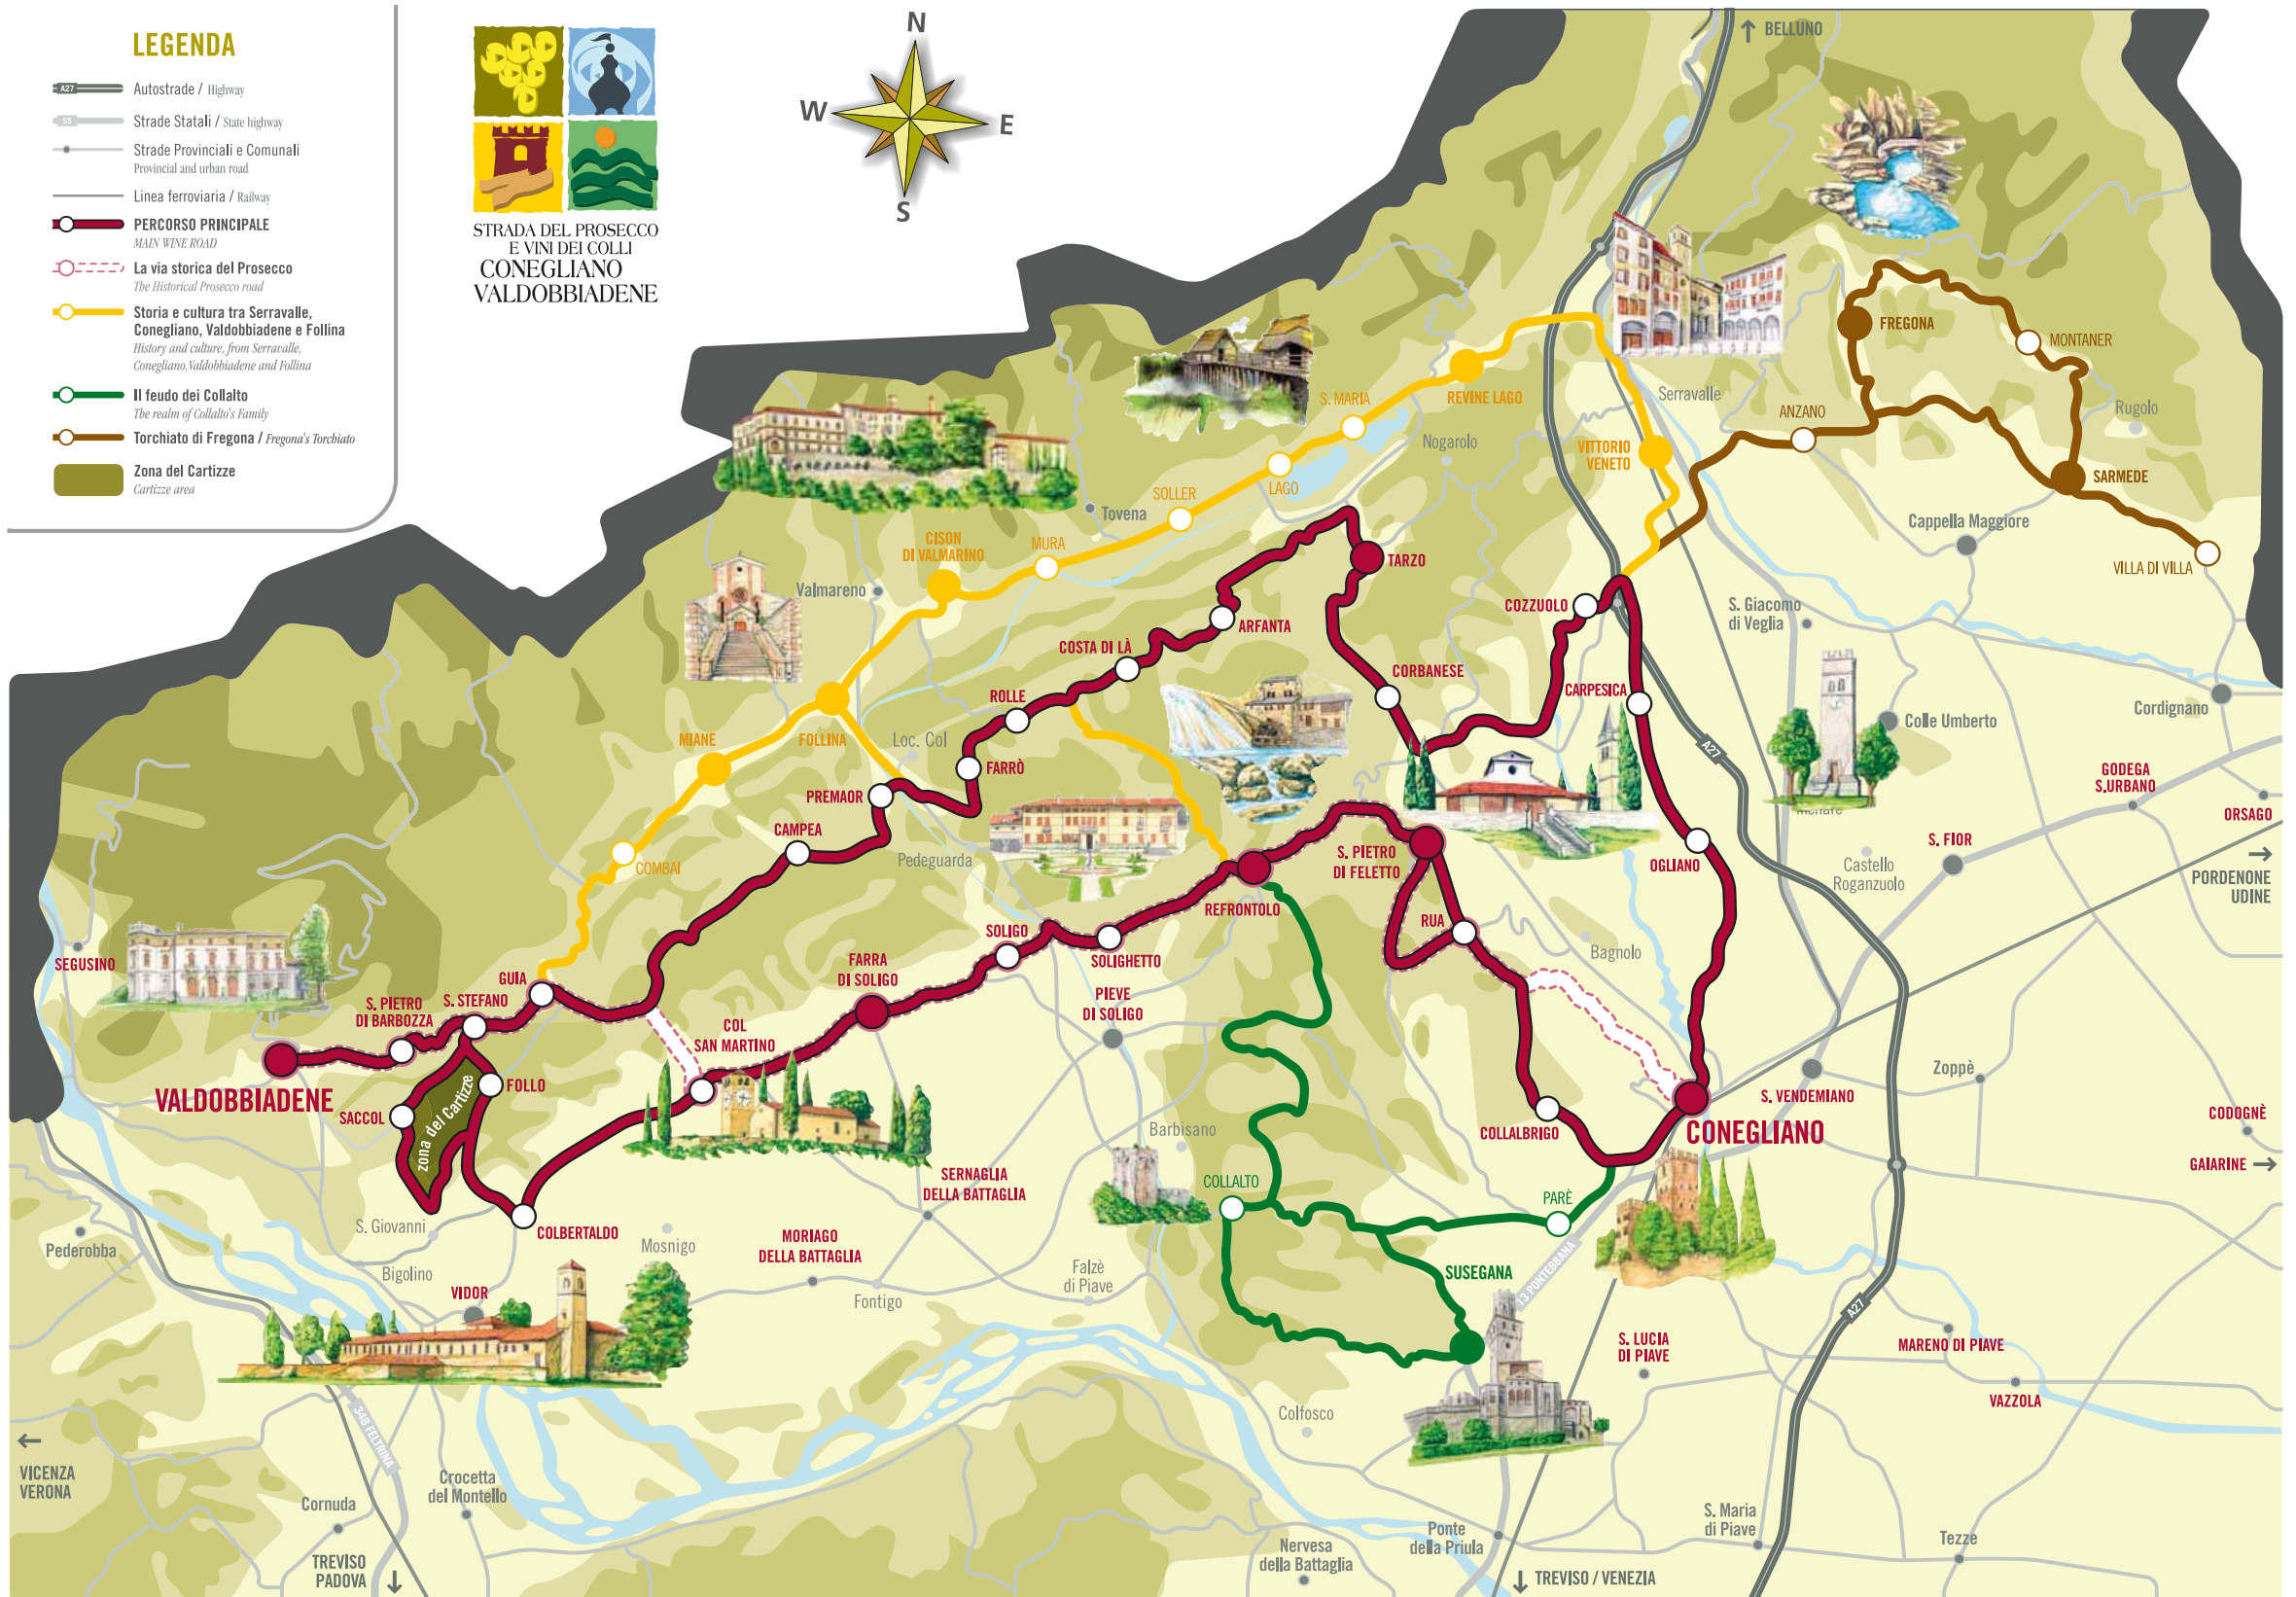 LEGENDA
A27
Autostrade / Highway
SS
Strade Statali / State highway
Strade Provinciali e Comunali
Provincial and urban road
Linea ferroviaria / Railway
PERCORSO PRINCIPALE
MAIN WINE ROAD
La via storica del Prosecco
The Historical Prosecco road
Storia e cultura tra Serravalle,
Conegliano, Valdobbiadene e Follina
History and culture, from Serravalle,
Conegliano, Valdobbiadene and Follina
Il feudo dei Collalto
The realm of Collalto's Family
Torchiato di Fregona / Fregona's Torchiato
Zona del Cartizze
Cartizze area
STRADA DEL PROSECCO
E VINI DEI COLLI
CONEGLIANO
VALDOBBIADENE
N
W
E
S
BELLUNO
FREGONA
MONTANER
S. MARIA
REVINE LAGO
Serravalle
ANZANO
Rugolo
Nogarolo
VITTORIO
VENETO
SARMEDE
LAGO
SOLLER
Tovena
Cappella Maggiore
CISON
DI VALMARINO
MURA
TARZO
VILLA DI VILLA
Valmareno
COZZUOLO
S. Giacomo
di Veglia
ARFANTA
COSTA DI LÀ
CORBANESE
CARPESICA
ROLLE
Cordignano
Colle Umberto
MIANE
FOLLINA
Loc. Col
A27
FARRÒ
GODEGA
S.URBANO
PREMAOR
ORSAGO
CAMPEA
S. FIOR
Pedeguarda
S. PIETRO
DI FELETTO
OGLIANO
Castello
Roganzuolo
COMBAI
PORDENONE
UDINE
REFRONTOLO
RUA
SOLIGO
SOLIGHETTO
Bagnolo
SEGUSINO
FARRA
DI SOLIGO
GUIA
S. STEFANO
S. PIETRO
DI BARBOZZA
PIEVE
DI SOLIGO
COL
SAN MARTINO
Zoppè
VALDOBBIADENE
FOLLO
SACCOL
zona del Cartizze
S. VENDEMIANO
CODOGNÈ
Barbisano
COLLALBRIGO
CONEGLIANO
GAIARINE
SERNAGLIA
DELLA BATTAGLIA
COLLALTO
PARÈ
S. Giovanni
COLBERTALDO
Mosnigo
Pederobba
MORIAGO
DELLA BATTAGLIA
Bigolino
Falzè
di Piave
SUSEGANA
13 PONTEBBANA
VIDOR
Fontigo
A27
S. LUCIA
DI PIAVE
MARENO DI PIAVE
VAZZOLA
Colfosco
348 FELTRINA
VICENZA
VERONA
Crocetta
del Montello
Cornuda
S. Maria
di Piave
Ponte
della Priula
Tezze
Nervesa
della Battaglia
TREVISO
PADOVA
TREVISO / VENEZIA